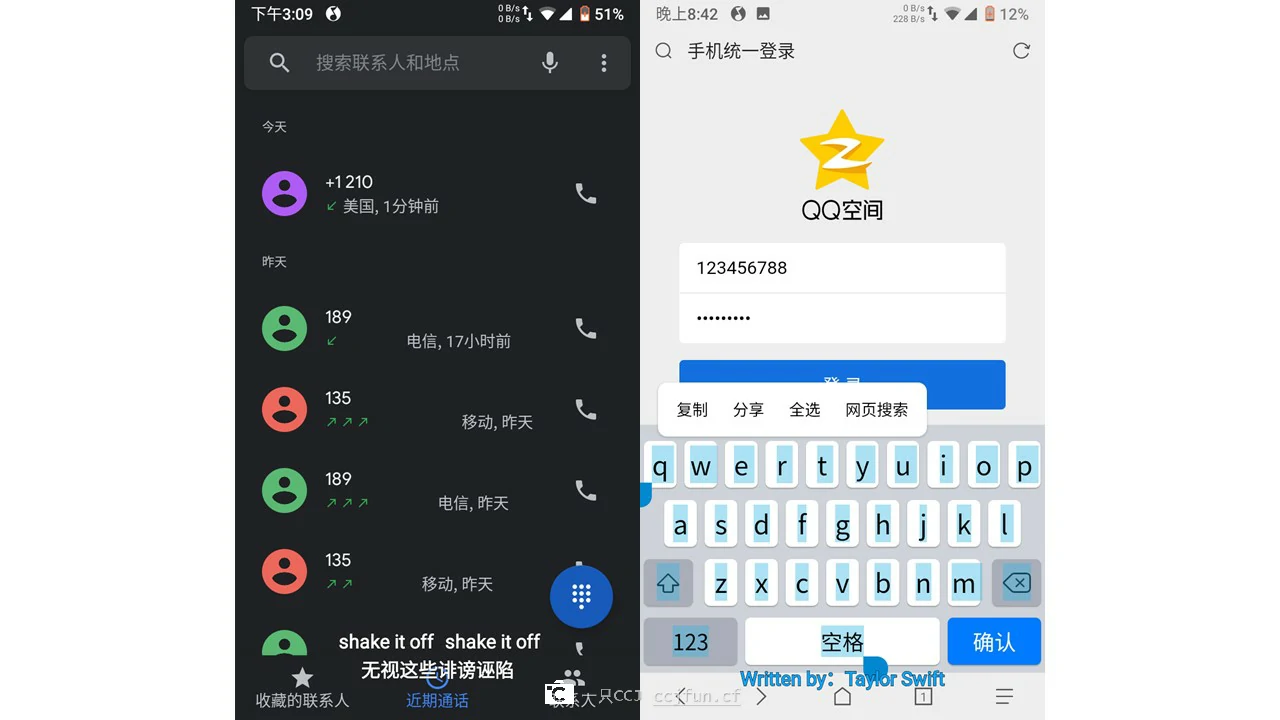 下午3:09
0 B/s
0 B/s
51%
搜索联系人和地点
今天
+1 210
美国, 1分钟前
昨天
189
电信, 17小时前
135
移动, 昨天
189
电信, 昨天
135
移动, 昨天
shake it off shake it off
无视这些诽谤诬陷
收藏的联系人
近期通话
晚上8:42
0 B/s
228 B/s
12%
手机统一登录
QQ空间
123456788
•••••••••
登录
复制 分享 全选 网页搜索
q w e r t y u i o p
a s d f g h j k l
z x c v b n m
123 空格 确认
Written by: Taylor Swift
一只CCJ ccjfun.cf
1